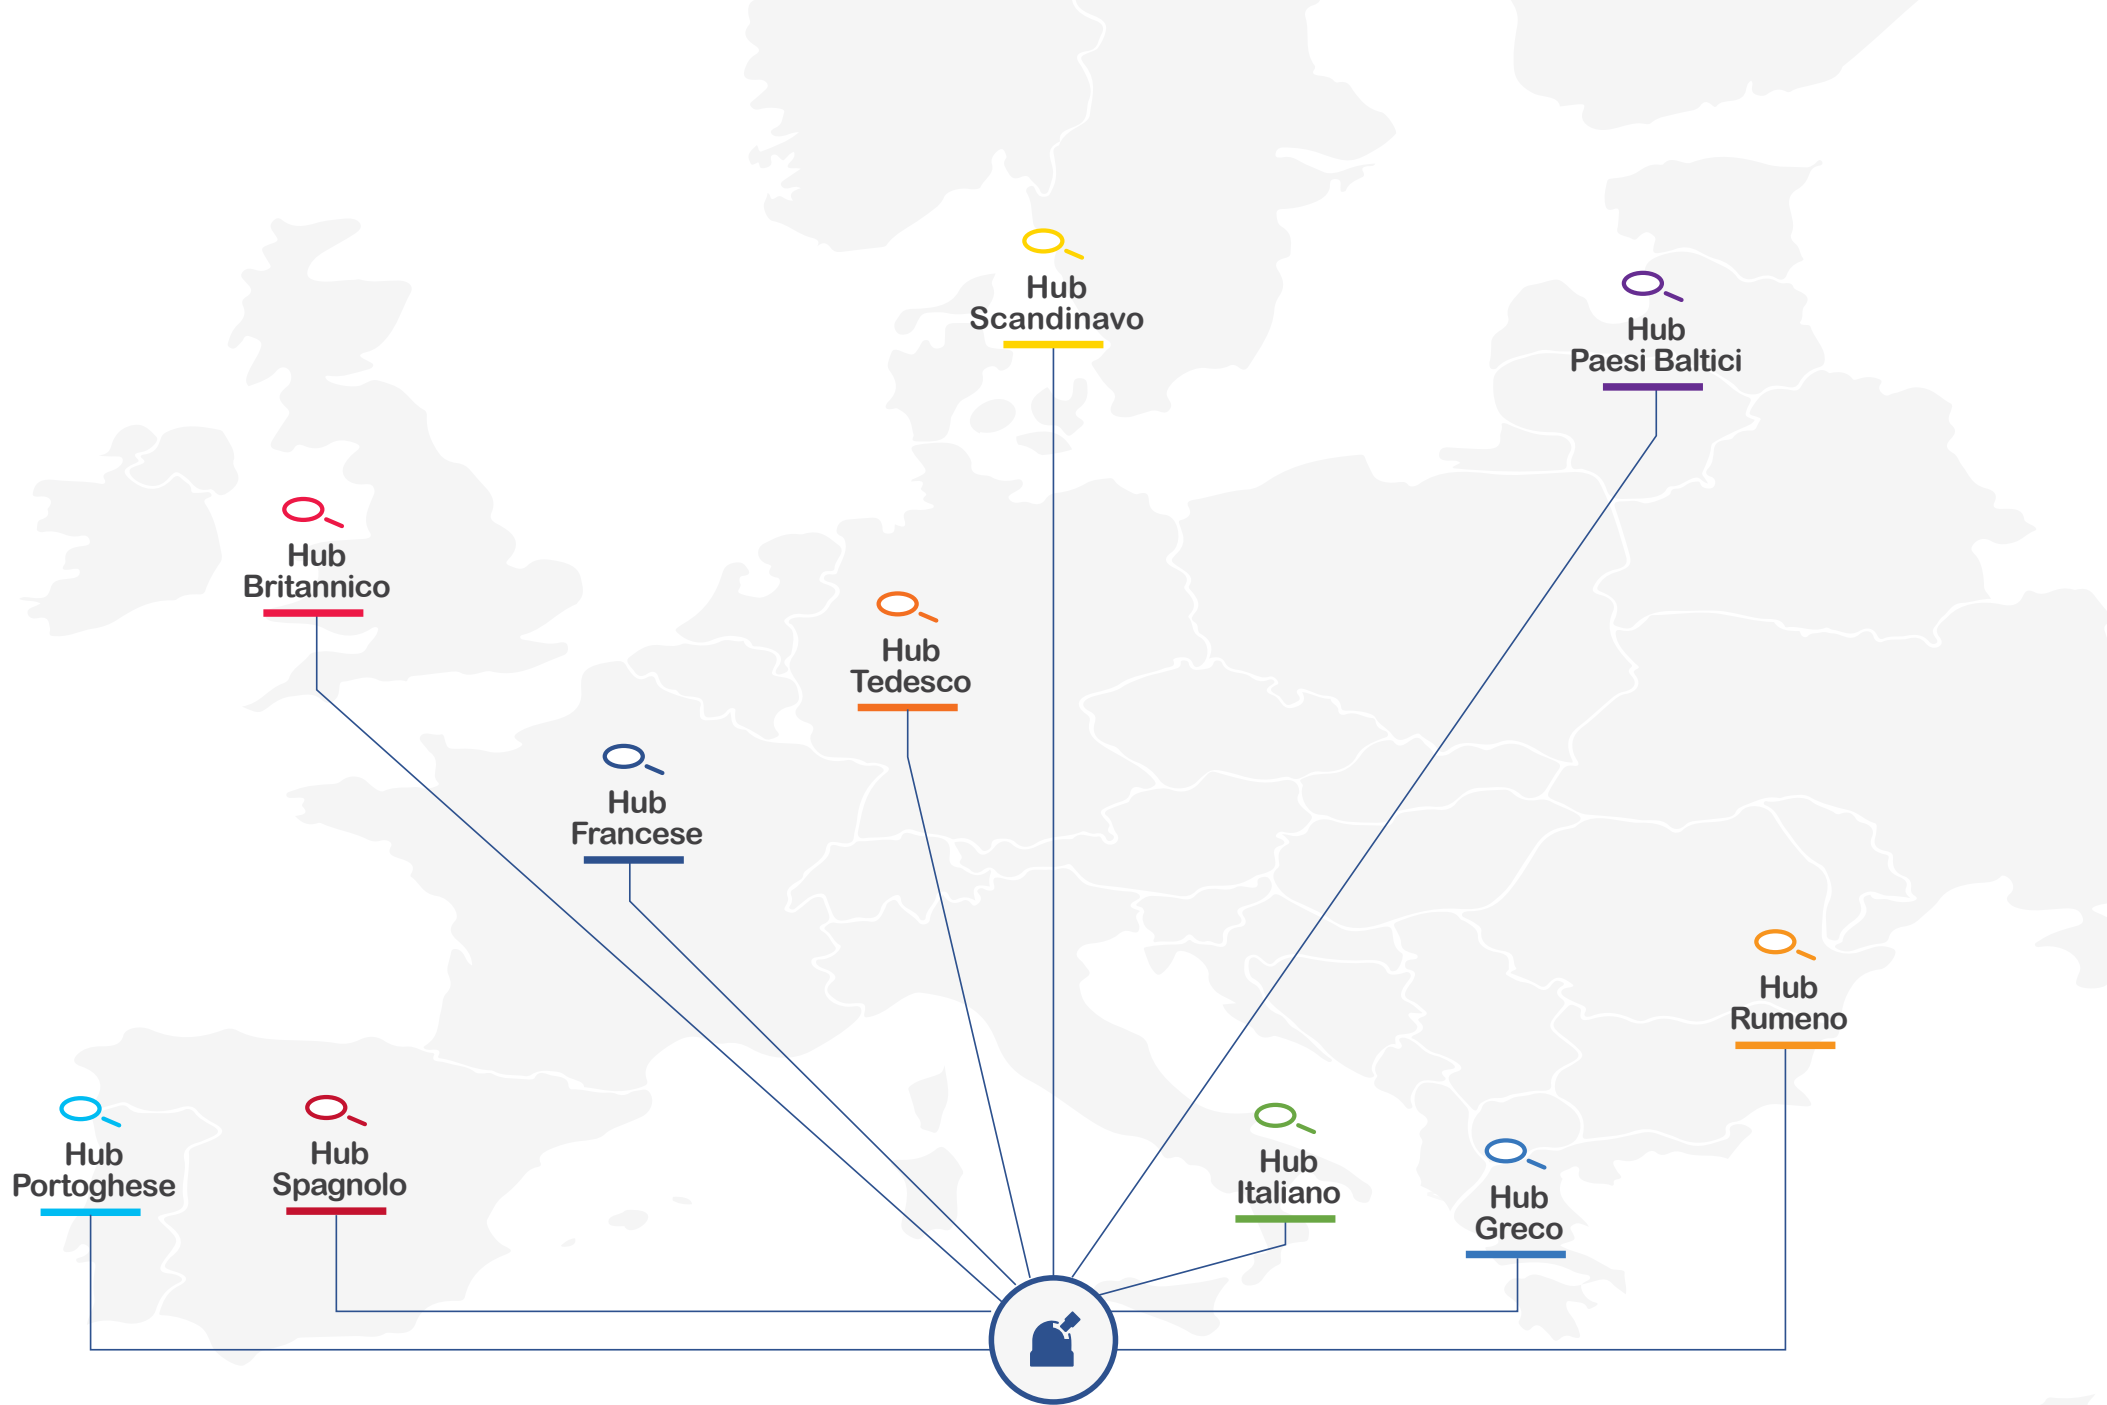 Hub
Scandinavo
Hub
Paesi Baltici
Hub
Britannico
Hub
Tedesco
Hub
Francese
Hub
Rumeno
Hub
Portoghese
Hub
Spagnolo
Hub
Italiano
Hub
Greco